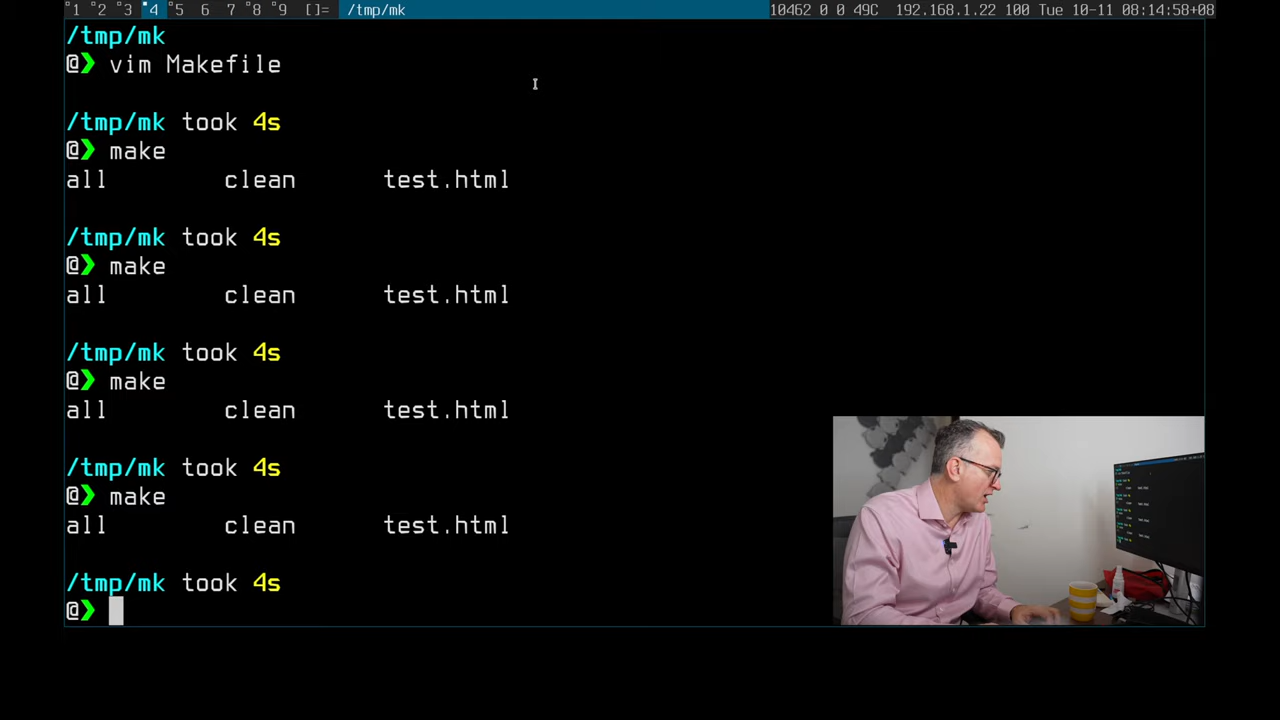 1 2 3 4 5 6 7 8 9 []= /tmp/mk 10462 0 0 49C 192.168.1.22 100 Tue 10-11 08:14:58+08
/tmp/mk
@❯ vim Makefile
/tmp/mk took 4s
@❯ make
all clean test.html
/tmp/mk took 4s
@❯ make
all clean test.html
/tmp/mk took 4s
@❯ make
all clean test.html
/tmp/mk took 4s
@❯ make
all clean test.html
/tmp/mk took 4s
@❯